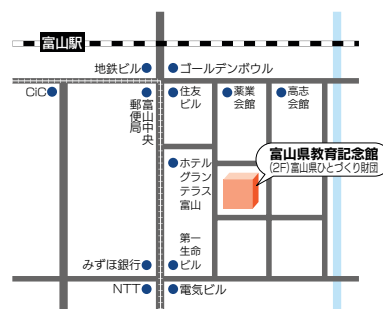 富山駅
地鉄ビル
ゴールデンボウル
CiC
富山中央
郵便局
住友
ビル
薬業
会館
高志
会館
富山県教育記念館
(2F)富山県ひとづくり財団
ホテル
グラン
テラス
富山
第一
生命
ビル
みずほ銀行
NTT
電気ビル